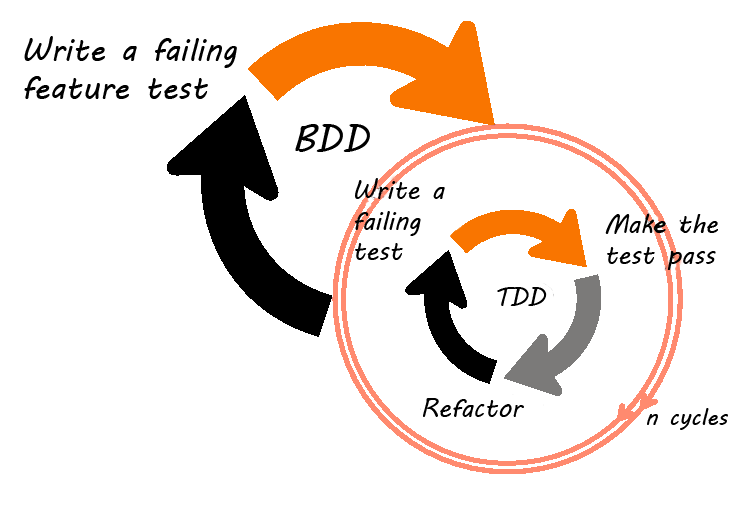 Write a failing
feature test
BDD
Write a
failing
test
Make the
test pass
TDD
Refactor
n cycles